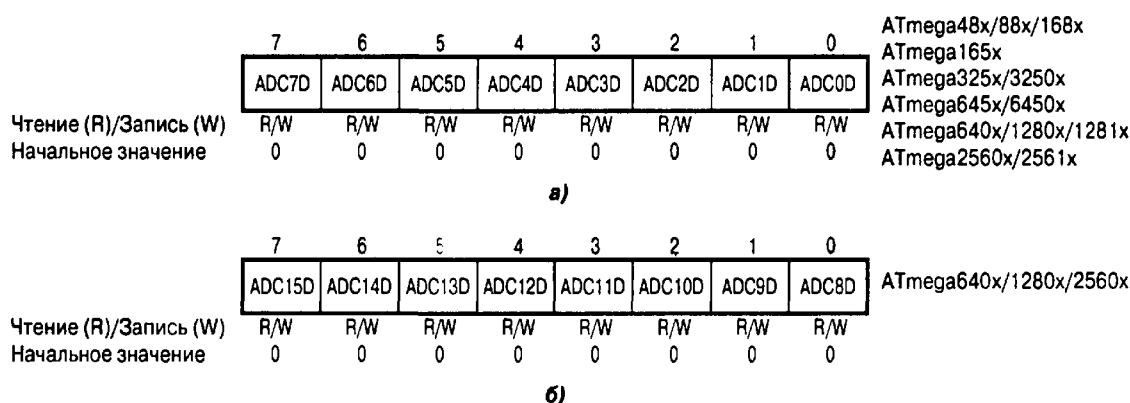 7 6 5 4 3 2 1 0
ADC7D ADC6D ADC5D ADC4D ADC3D ADC2D ADC1D ADC0D
Чтение (R)/Запись (W) R/W R/W R/W R/W R/W R/W R/W R/W
Начальное значение 0 0 0 0 0 0 0 0
ATmega48x/88x/168x
ATmega165x
ATmega325x/3250x
ATmega645x/6450x
ATmega640x/1280x/1281x
ATmega2560x/2561x
а)
7 6 5 4 3 2 1 0
ADC15D ADC14D ADC13D ADC12D ADC11D ADC10D ADC9D ADC8D
ATmega640x/1280x/2560x
Чтение (R)/Запись (W) R/W R/W R/W R/W R/W R/W R/W R/W
Начальное значение 0 0 0 0 0 0 0 0
б)